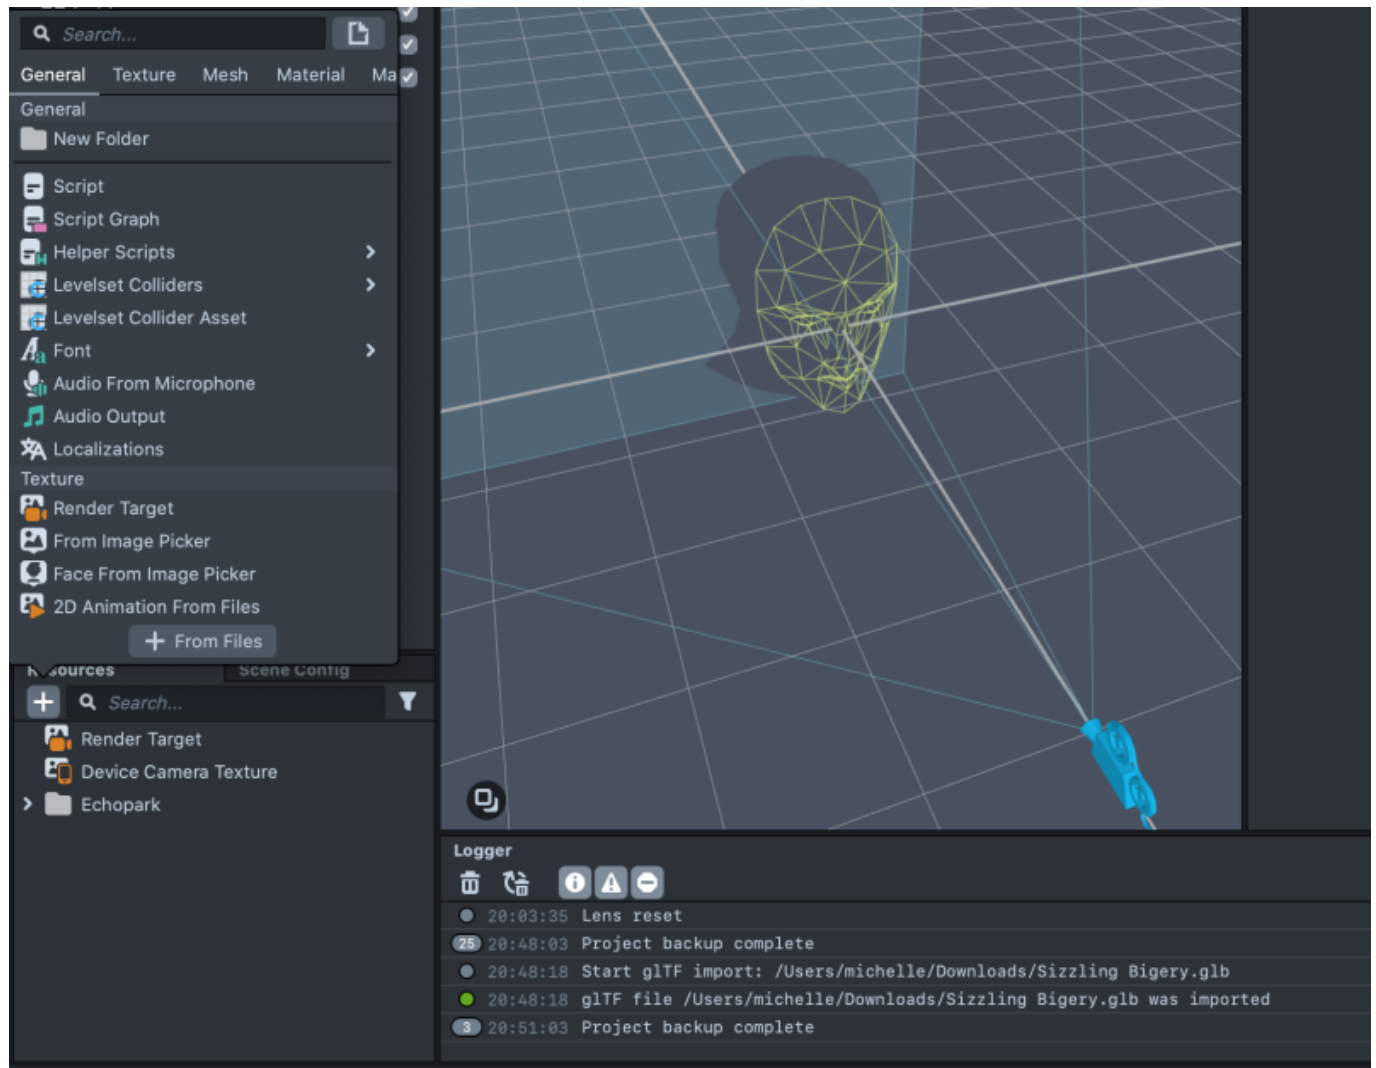 Search...
General Texture Mesh Material Ma
General
New Folder
Script
Script Graph
Helper Scripts
Levelset Colliders
Levelset Collider Asset
Font
Audio From Microphone
Audio Output
Localizations
Texture
Render Target
From Image Picker
Face From Image Picker
2D Animation From Files
+ From Files
Resources Scene Config
Search...
Render Target
Device Camera Texture
Echopark
Logger
20:03:35 Lens reset
25 20:48:03 Project backup complete
20:48:18 Start glTF import: /Users/michelle/Downloads/Sizzling Bigery.glb
20:48:18 glTF file /Users/michelle/Downloads/Sizzling Bigery.glb was imported
3 20:51:03 Project backup complete